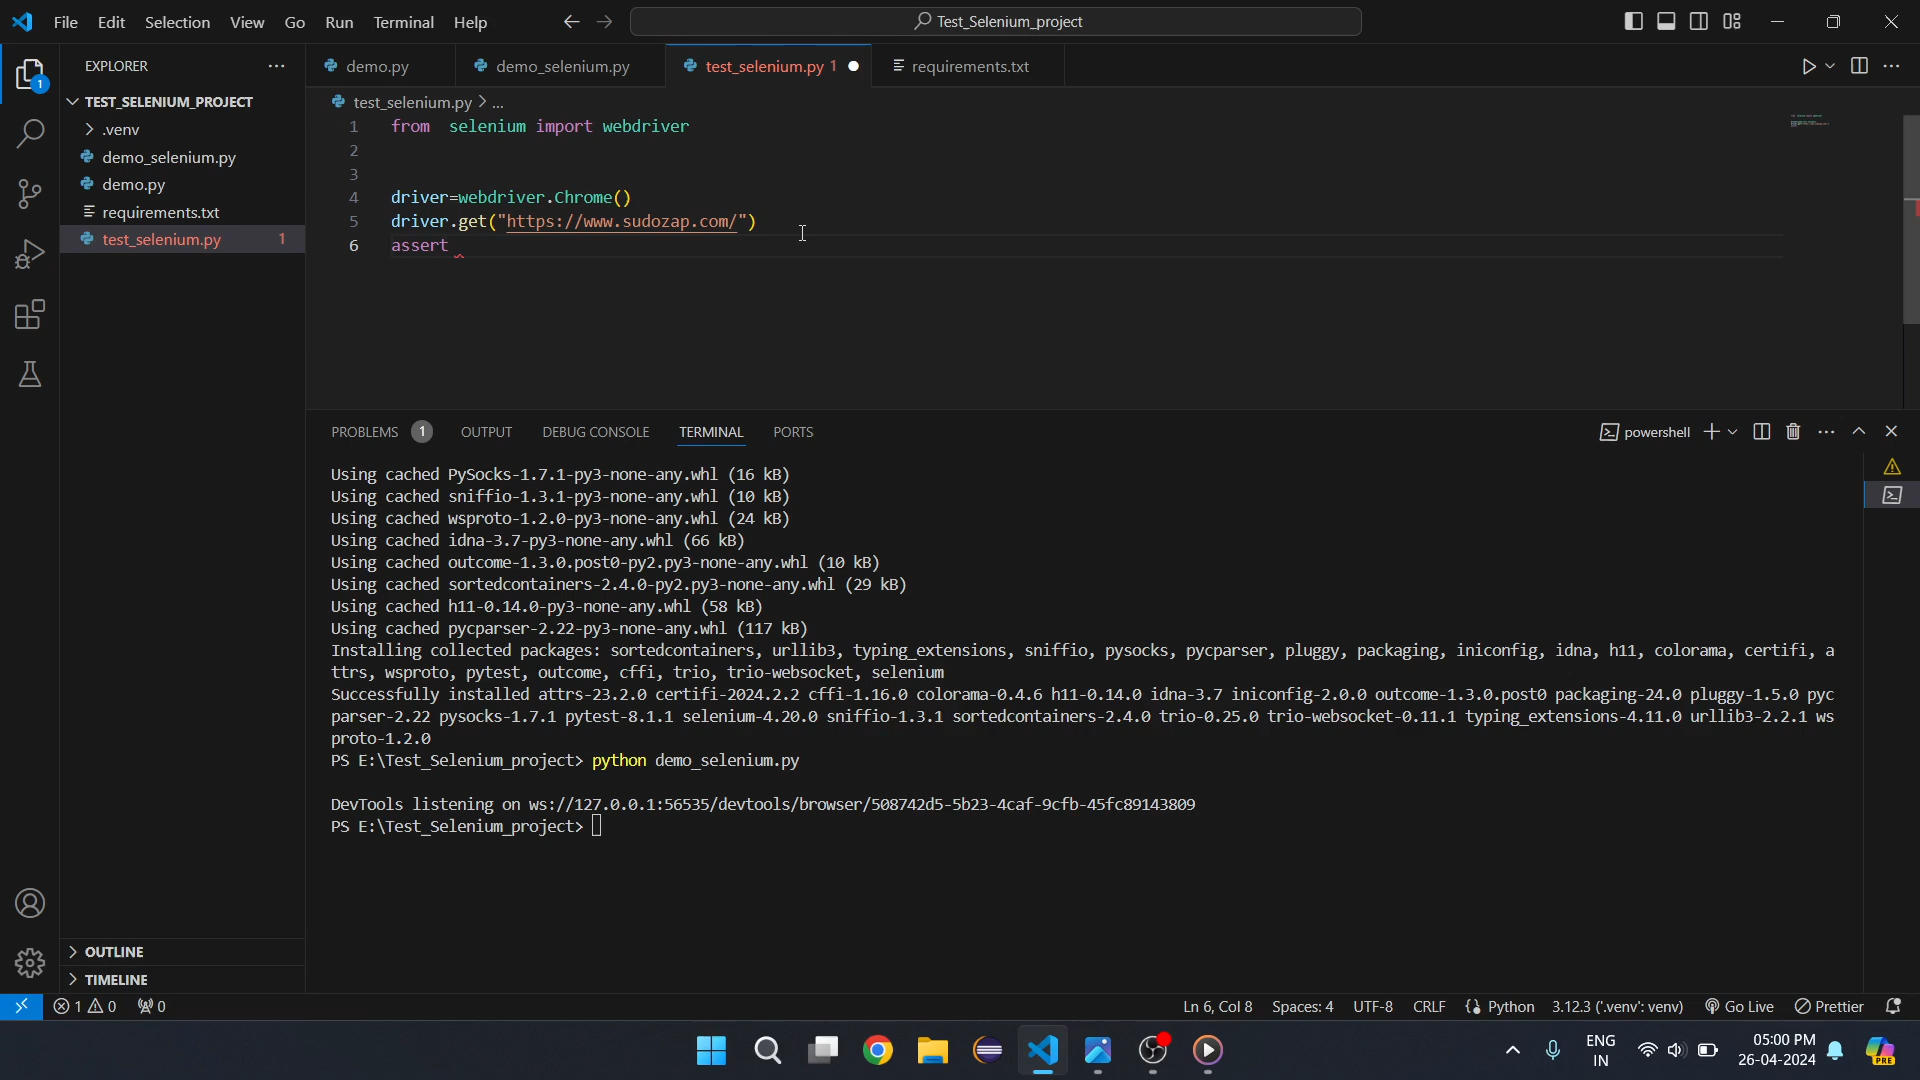 File Edit Selection View Go Run Terminal Help
Test_Selenium_project
EXPLORER
1
TEST_SELENIUM_PROJECT
.venv
demo_selenium.py
demo.py
requirements.txt
test_selenium.py 1
OUTLINE
TIMELINE
demo.py demo_selenium.py test_selenium.py 1 requirements.txt
test_selenium.py > ...
1 from  selenium import webdriver
2
3
4 driver=webdriver.Chrome()
5 driver.get("https://www.sudozap.com/")
6 assert
PROBLEMS 1 OUTPUT DEBUG CONSOLE TERMINAL PORTS
powershell
Using cached PySocks-1.7.1-py3-none-any.whl (16 kB)
Using cached sniffio-1.3.1-py3-none-any.whl (10 kB)
Using cached wsproto-1.2.0-py3-none-any.whl (24 kB)
Using cached idna-3.7-py3-none-any.whl (66 kB)
Using cached outcome-1.3.0.post0-py2.py3-none-any.whl (10 kB)
Using cached sortedcontainers-2.4.0-py2.py3-none-any.whl (29 kB)
Using cached h11-0.14.0-py3-none-any.whl (58 kB)
Using cached pycparser-2.22-py3-none-any.whl (117 kB)
Installing collected packages: sortedcontainers, urllib3, typing_extensions, sniffio, pysocks, pycparser, pluggy, packaging, iniconfig, idna, h11, colorama, certifi, a
ttrs, wsproto, pytest, outcome, cffi, trio, trio-websocket, selenium
Successfully installed attrs-23.2.0 certifi-2024.2.2 cffi-1.16.0 colorama-0.4.6 h11-0.14.0 idna-3.7 iniconfig-2.0.0 outcome-1.3.0.post0 packaging-24.0 pluggy-1.5.0 pyc
parser-2.22 pysocks-1.7.1 pytest-8.1.1 selenium-4.20.0 sniffio-1.3.1 sortedcontainers-2.4.0 trio-0.25.0 trio-websocket-0.11.1 typing_extensions-4.11.0 urllib3-2.2.1 ws
proto-1.2.0
PS E:\Test_Selenium_project> python demo_selenium.py
DevTools listening on ws://127.0.0.1:56535/devtools/browser/508742d5-5b23-4caf-9cfb-45fc89143809
PS E:\Test_Selenium_project>
1 0 0 Ln 6, Col 8 Spaces: 4 UTF-8 CRLF Python 3.12.3 ('.venv': venv) Go Live Prettier
ENG 05:00 PM
IN 26-04-2024
PRE